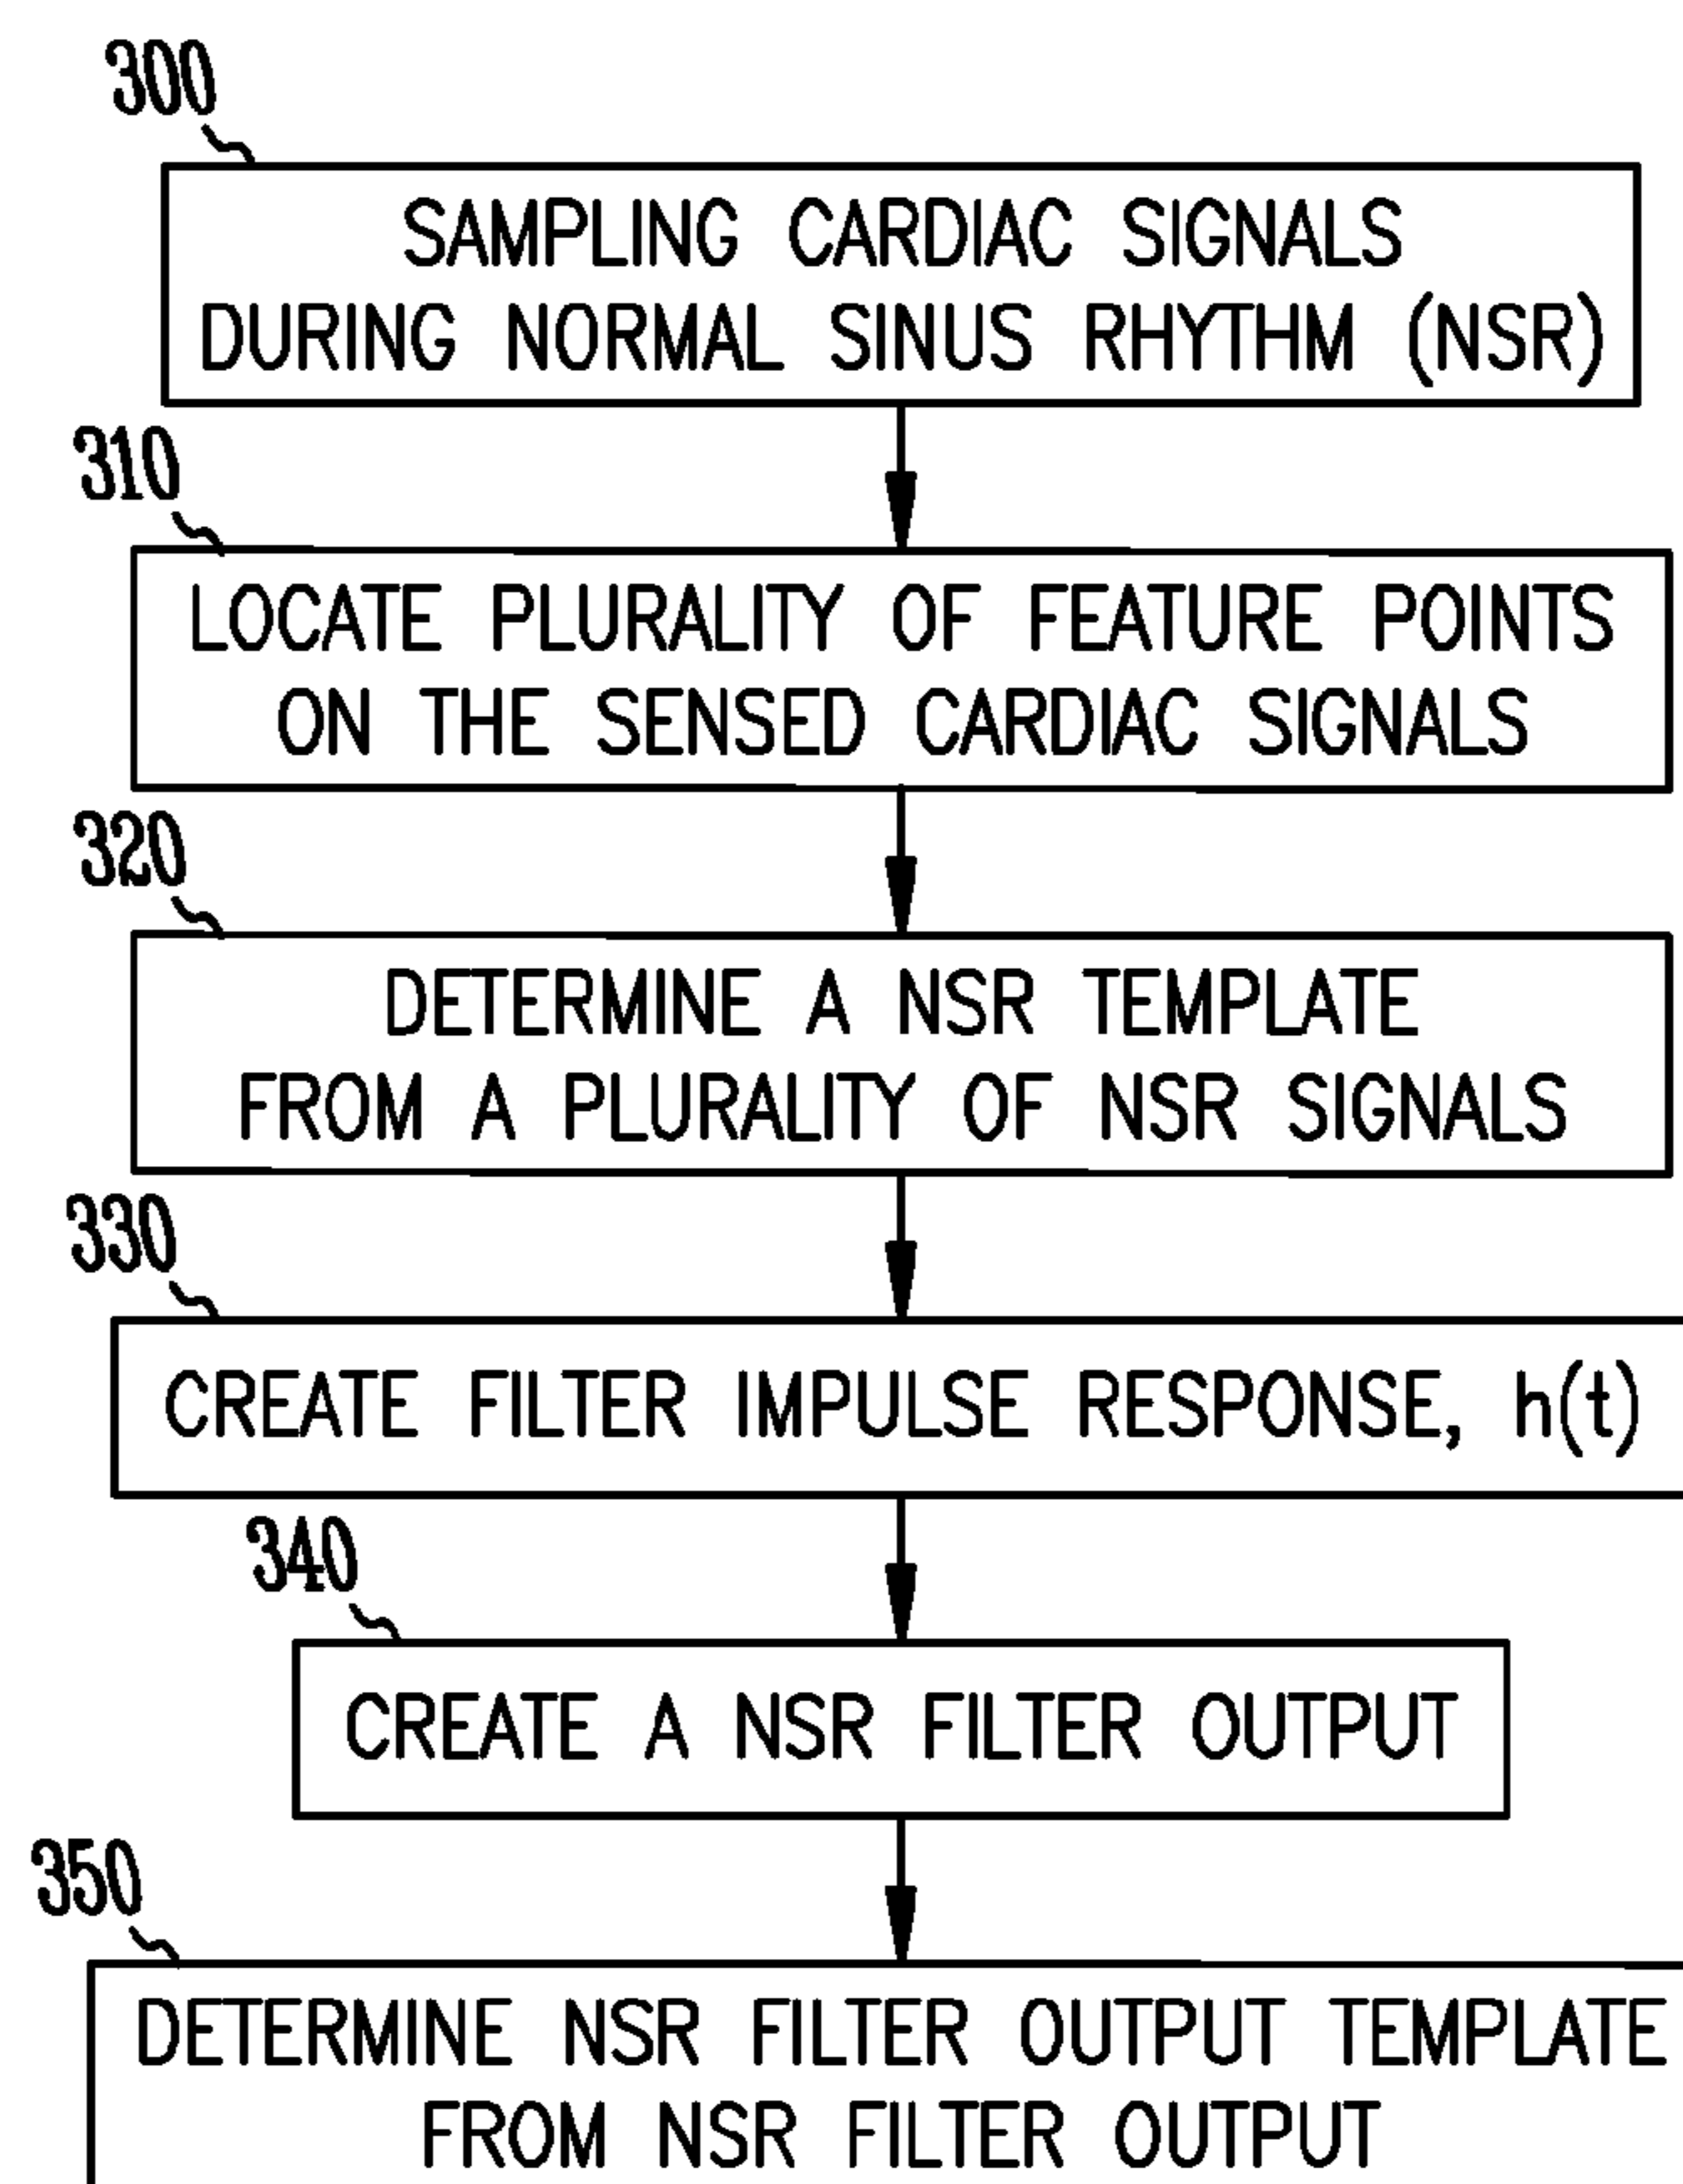 300
SAMPLING CARDIAC SIGNALS
DURING NORMAL SINUS RHYTHM (NSR)
310
LOCATE PLURALITY OF FEATURE POINTS
ON THE SENSED CARDIAC SIGNALS
320
DETERMINE A NSR TEMPLATE
FROM A PLURALITY OF NSR SIGNALS
330
CREATE FILTER IMPULSE RESPONSE, h(t)
340
CREATE A NSR FILTER OUTPUT
350
DETERMINE NSR FILTER OUTPUT TEMPLATE
FROM NSR FILTER OUTPUT